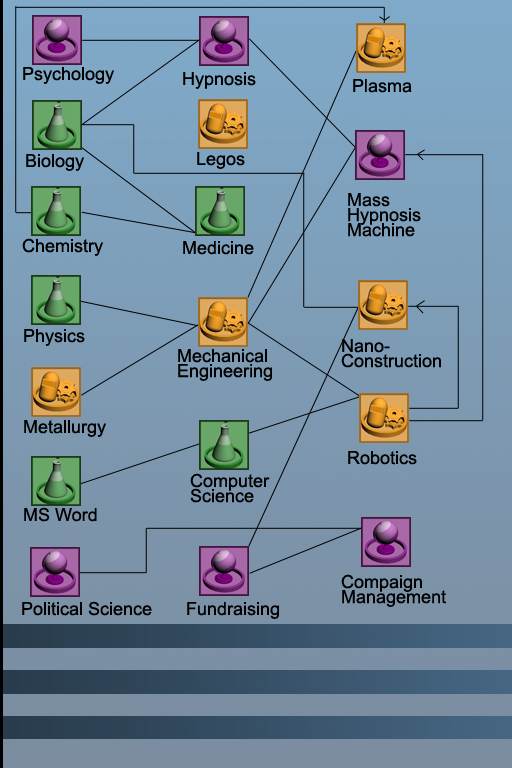 Psychology
Hypnosis
Plasma
Biology
Legos
Mass
Hypnosis
Machine
Chemistry
Medicine
Physics
Mechanical
Engineering
Nano-
Construction
Metallurgy
Robotics
MS Word
Computer
Science
Political Science
Fundraising
Compaign
Management